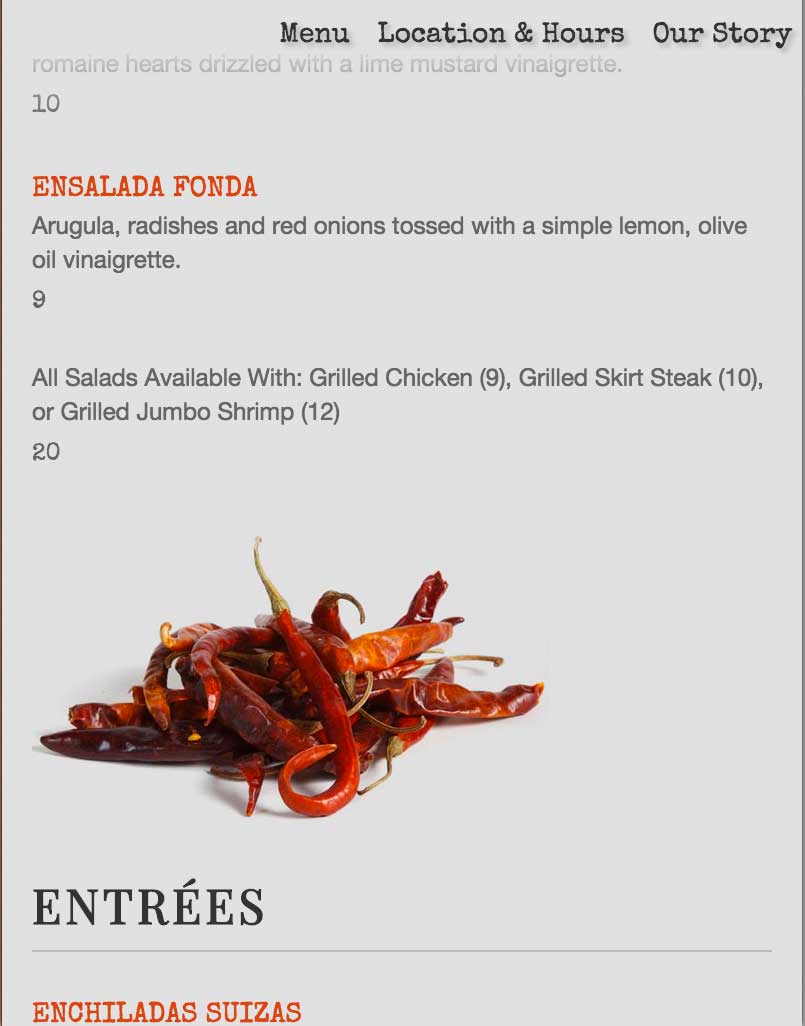 Menu Location & Hours Our Story
romaine hearts drizzled with a lime mustard vinaigrette.
10
ENSALADA FONDA
Arugula, radishes and red onions tossed with a simple lemon, olive
oil vinaigrette.
9
All Salads Available With: Grilled Chicken (9), Grilled Skirt Steak (10),
or Grilled Jumbo Shrimp (12)
20
ENTRÉES
ENCHILADAS SUIZAS